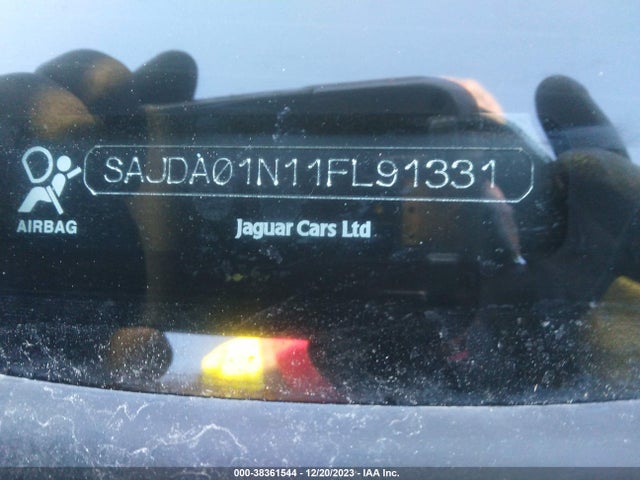 SAJDA01N11FL91331
AIRBAG
Jaguar Cars Ltd
000-38361544 - 12/20/2023 - IAA Inc.